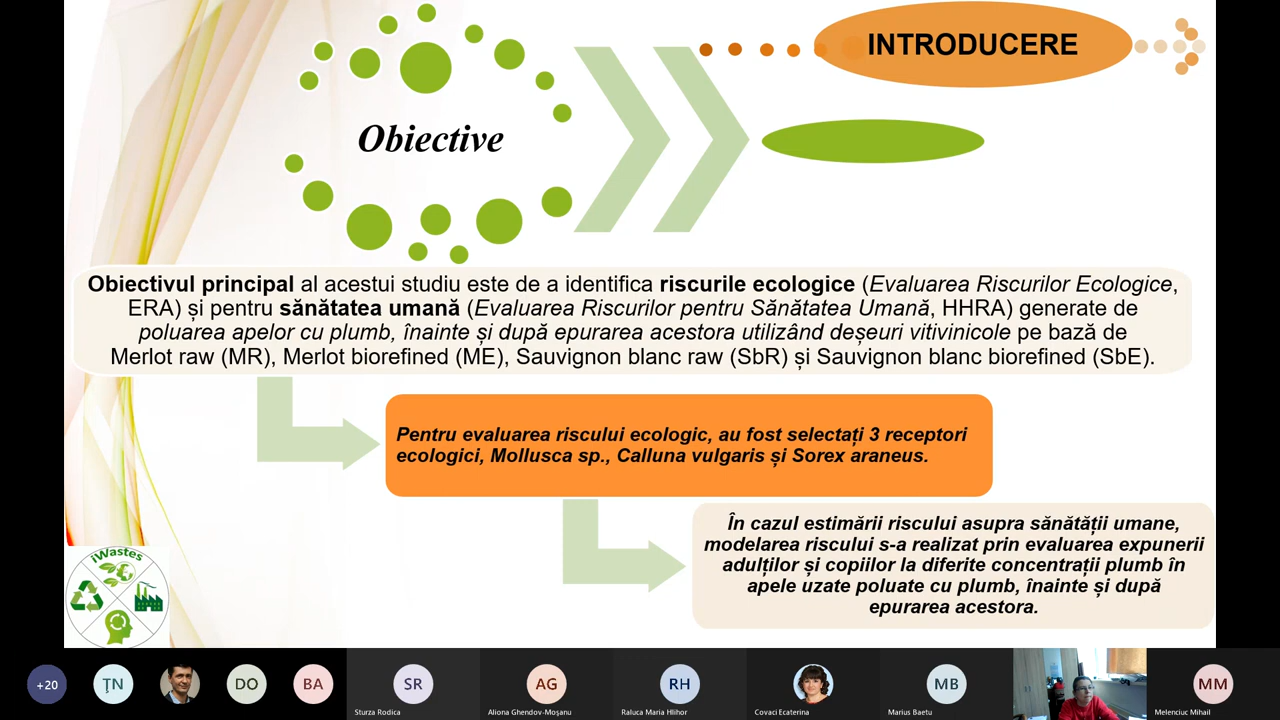 INTRODUCERE
Obiective
Obiectivul principal al acestui studiu este de a identifica riscurile ecologice (Evaluarea Riscurilor Ecologice,
ERA) și pentru sănătatea umană (Evaluarea Riscurilor pentru Sănătatea Umană, HHRA) generate de
poluarea apelor cu plumb, înainte și după epurarea acestora utilizând deșeuri vitivinicole pe bază de
Merlot raw (MR), Merlot biorefined (ME), Sauvignon blanc raw (SbR) și Sauvignon blanc biorefined (SbE).
Pentru evaluarea riscului ecologic, au fost selectați 3 receptori
ecologici, Mollusca sp., Calluna vulgaris și Sorex araneus.
În cazul estimării riscului asupra sănătății umane,
modelarea riscului s-a realizat prin evaluarea expunerii
adulților și copiilor la diferite concentrații plumb în
apele uzate poluate cu plumb, înainte și după
epurarea acestora.
iWastes
+20
ŢN
DO
BA
SR
AG
RH
MB
MM
Sturza Rodica
Aliona Ghendov-Moşanu
Raluca Maria Hlihor
Covaci Ecaterina
Marius Baetu
Melenciuc Mihail